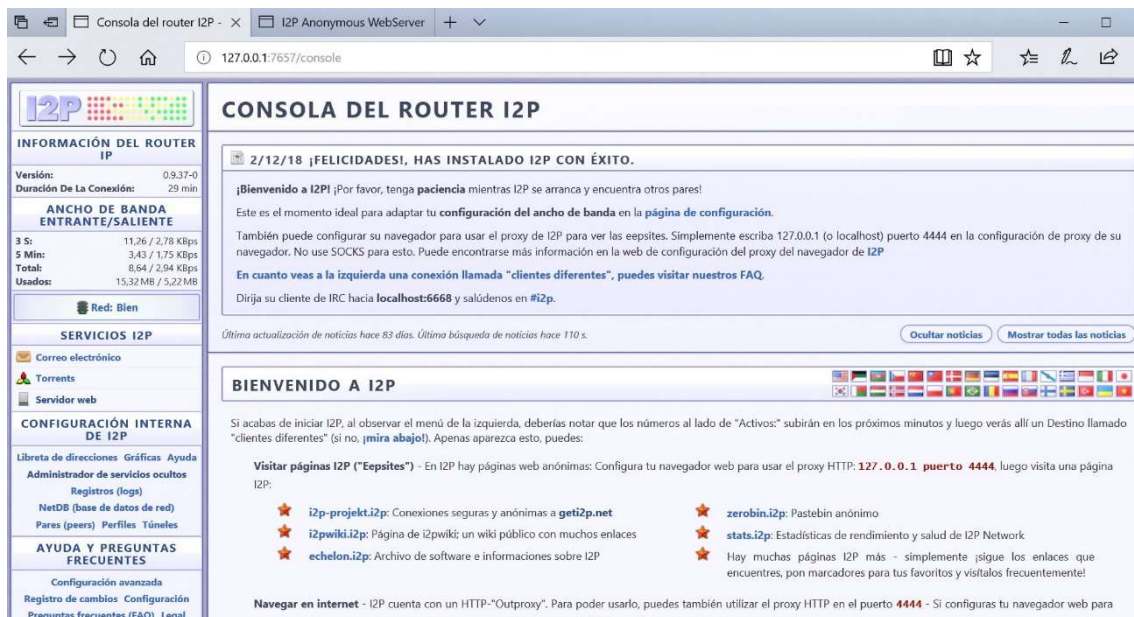 Consola del router I2P -
I2P Anonymous WebServer
127.0.0.1:7657/console
I2P
INFORMACIÓN DEL ROUTER
IP
Versión: 0.9.37-0
Duración De La Conexión: 29 min
ANCHO DE BANDA
ENTRANTE/SALIENTE
3 S: 11,26 / 2,78 KBps
5 Min: 3,43 / 1,75 KBps
Total: 8,64 / 2,94 KBps
Usados: 15,32 MB / 5,22 MB
Red: Bien
SERVICIOS I2P
Correo electrónico
Torrents
Servidor web
CONFIGURACIÓN INTERNA
DE I2P
Libreta de direcciones Gráficas Ayuda
Administrador de servicios ocultos
Registros (logs)
NetDB (base de datos de red)
Pares (peers) Perfiles Túneles
AYUDA Y PREGUNTAS
FRECUENTES
Configuración avanzada
Registro de cambios Configuración
Preguntas frecuentes (FAQ) Legal
CONSOLA DEL ROUTER I2P
2/12/18 ¡FELICIDADES!, HAS INSTALADO I2P CON ÉXITO.
¡Bienvenido a I2P! ¡Por favor, tenga paciencia mientras I2P se arranca y encuentra otros pares!
Este es el momento ideal para adaptar tu configuración del ancho de banda en la página de configuración.
También puede configurar su navegador para usar el proxy de I2P para ver las eepsites. Simplemente escriba 127.0.0.1 (o localhost) puerto 4444 en la configuración de proxy de su
navegador. No use SOCKS para esto. Puede encontrarse más información en la web de configuración del proxy del navegador de I2P
En cuanto veas a la izquierda una conexión llamada "clientes diferentes", puedes visitar nuestros FAQ.
Dirija su cliente de IRC hacia localhost:6668 y salúdenos en #i2p.
Última actualización de noticias hace 83 días. Última búsqueda de noticias hace 110 s.
Ocultar noticias Mostrar todas las noticias
BIENVENIDO A I2P
Si acabas de iniciar I2P, al observar el menú de la izquierda, deberías notar que los números al lado de "Activos:" subirán en los próximos minutos y luego verás allí un Destino llamado
"clientes diferentes" (si no, ¡mira abajo!). Apenas aparezca esto, puedes:
Visitar páginas I2P ("Eepsites") - En I2P hay páginas web anónimas: Configura tu navegador web para usar el proxy HTTP: 127.0.0.1 puerto 4444, luego visita una página
I2P:
i2p-projekt.i2p: Conexiones seguras y anónimas a geti2p.net
i2pwiki.i2p: Página de i2pwiki; un wiki público con muchos enlaces
echelon.i2p: Archivo de software e informaciones sobre I2P
zerobin.i2p: Pastebin anónimo
stats.i2p: Estadísticas de rendimiento y salud de I2P Network
Hay muchas páginas I2P más - simplemente ¡sigue los enlaces que
encuentres, pon marcadores para tus favoritos y visítalos frecuentemente!
Navegar en internet - I2P cuenta con un HTTP-"Outproxy". Para poder usarlo, puedes también utilizar el proxy HTTP en el puerto 4444 - Si configuras tu navegador web para